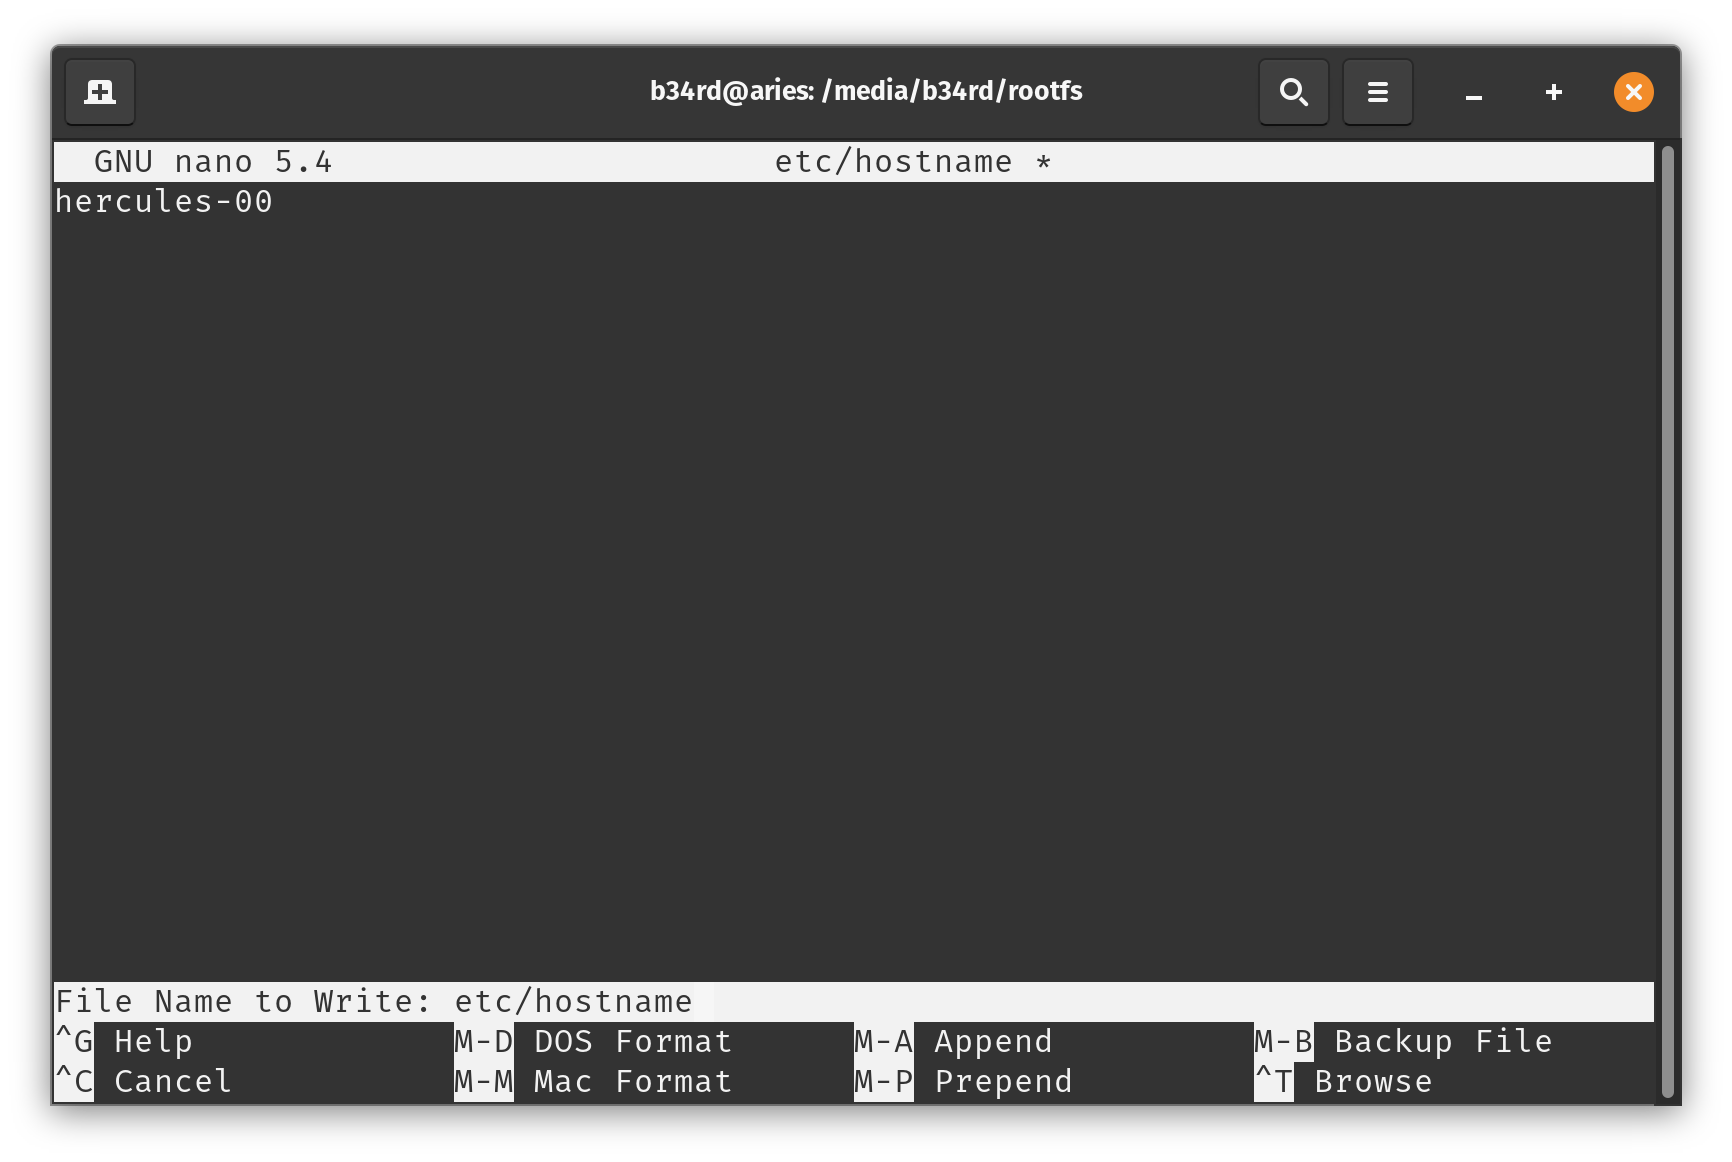 b34rd@aries: /media/b34rd/rootfs
GNU nano 5.4 etc/hostname *
hercules-00
File Name to Write: etc/hostname
^G Help M-D DOS Format M-A Append M-B Backup File
^C Cancel M-M Mac Format M-P Prepend ^T Browse